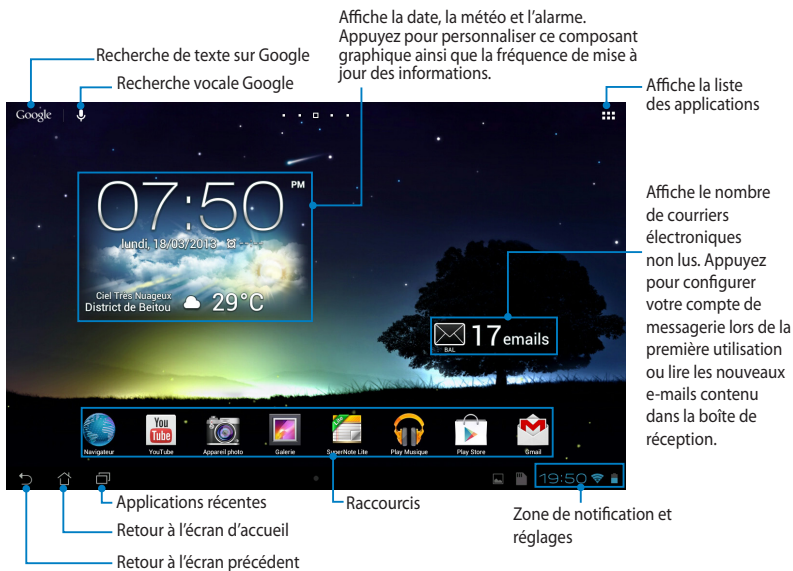 Affiche la date, la météo et l'alarme.
Appuyez pour personnaliser ce composant
graphique ainsi que la fréquence de mise à
jour des informations.
Recherche de texte sur Google
Recherche vocale Google
Affiche la liste
des applications
Google
07:50 PM
lundi, 18/03/2013 --:--
Ciel Tres Nuageux
District de Beitou
29°C
Affiche le nombre
de courriers
électroniques
non lus. Appuyez
pour configurer
votre compte de
messagerie lors de la
première utilisation
ou lire les nouveaux
e-mails contenu
dans la boîte de
réception.
BAL
17 emails
You
Tube
Lite
Navigateur
YouTube
Appareil photo
Galerie
SuperNote Lite
Play Musique
Play Store
Gmail
19:50
Applications récentes
Retour à l'écran d'accueil
Retour à l'écran précédent
Raccourcis
Zone de notification et
réglages